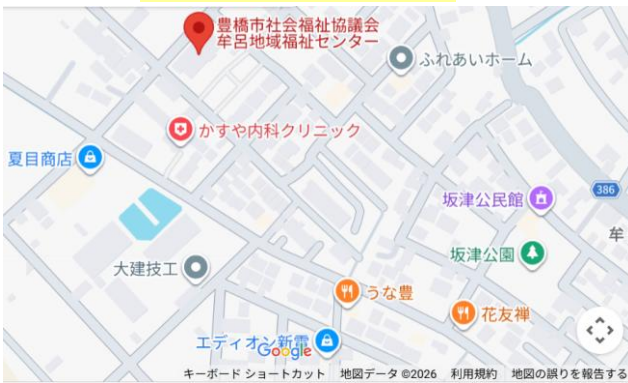 豊橋市社会福祉協議会
牟呂地域福祉センター
ふれあいホーム
かすや内科クリニック
夏目商店
386
坂津公民館
牟
坂津公園
大建技工
うな豊
花友禅
エディオン新電
Google
キーボード ショートカット 地図データ ©2026 利用規約 地図の誤りを報告する